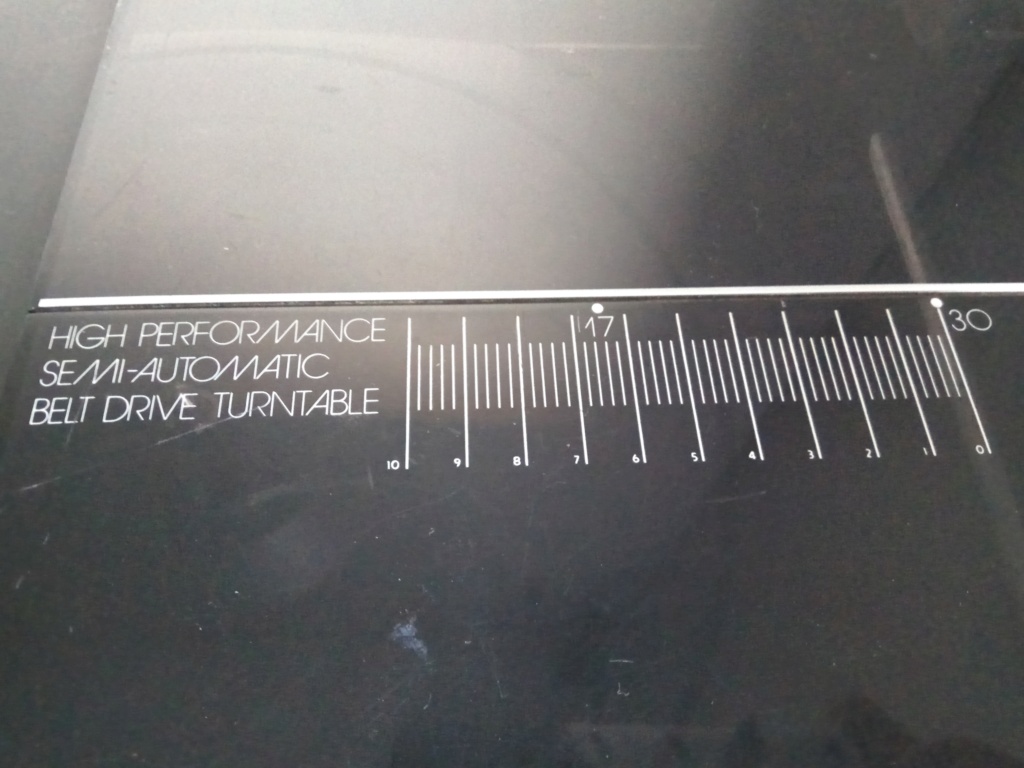 HIGH PERFORMANCE
SEMI-AUTOMATIC
BELT DRIVE TURNTABLE
17 30
10 9 8 7 6 5 4 3 2 1 0